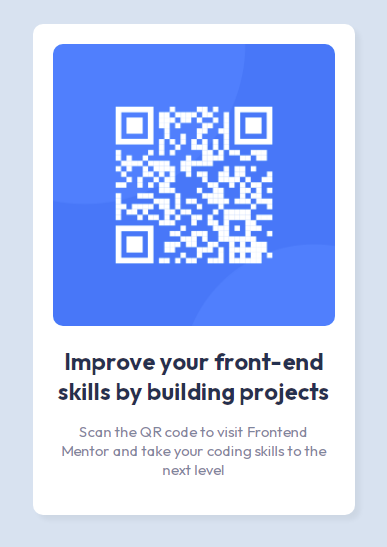 Improve your front-end
skills by building projects
Scan the QR code to visit Frontend
Mentor and take your coding skills to the
next level